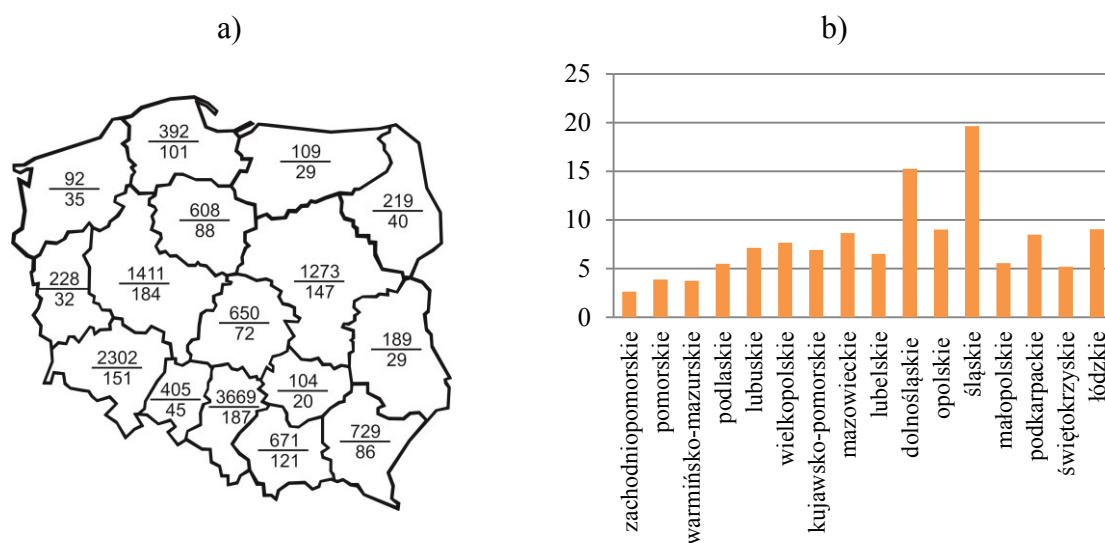 a)
392
101
109
29
92
35
219
40
608
88
1411
184
1273
147
228
32
650
72
189
29
2302
151
405
45
3669
187
104
20
671
121
729
86
b)
25
20
15
10
5
0
zachodniopomorskie
pomorskie
warmińsko-mazurskie
podlaskie
lubuskie
wielkopolskie
kujawsko-pomorskie
mazowieckie
lubelskie
dolnośląskie
opolskie
śląskie
małopolskie
podkarpackie
świętokrzyskie
łódzkie